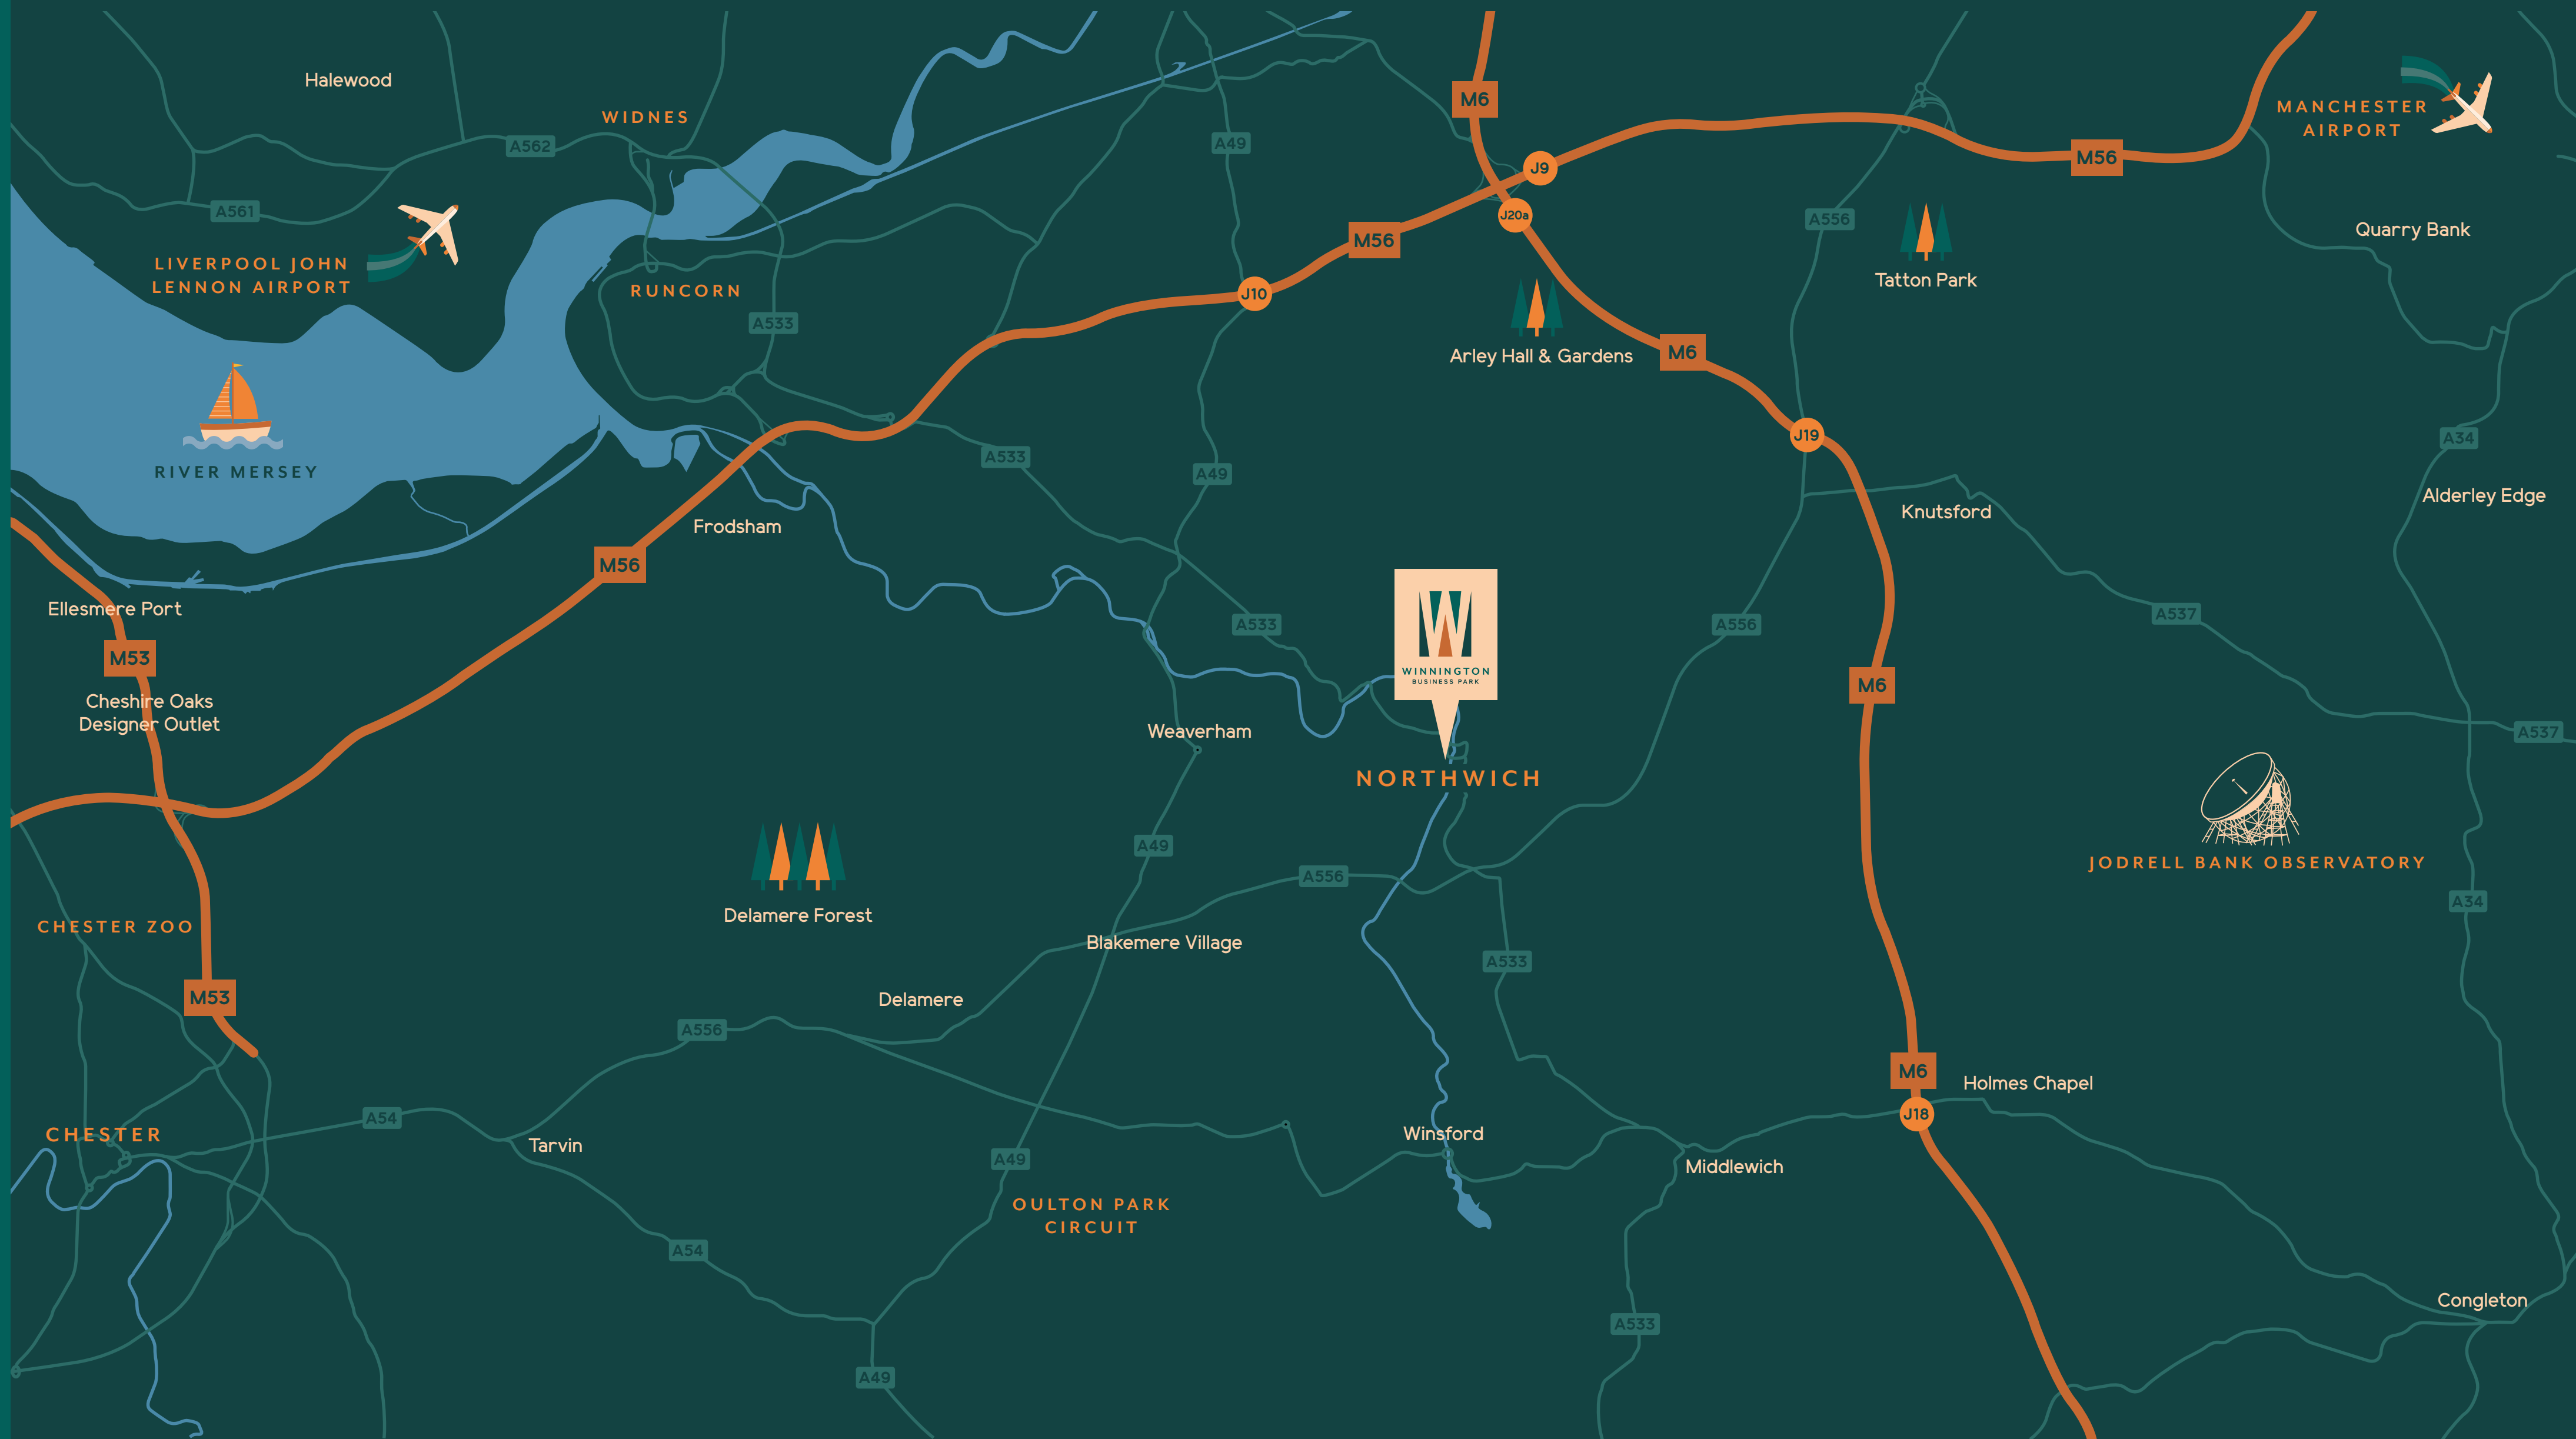 Halewood
WIDNES
M6
MANCHESTER
AIRPORT
A562
A49
J9
M56
A561
J20a
A556
Quarry Bank
M56
LIVERPOOL JOHN
LENNON AIRPORT
RUNCORN
J10
Tatton Park
A533
Arley Hall & Gardens
M6
J19
A34
RIVER MERSEY
A533
A49
Alderley Edge
Frodsham
Knutsford
M56
Ellesmere Port
A533
A556
A537
M53
W
WINNINGTON
BUSINESS PARK
M6
Cheshire Oaks
Designer Outlet
Weaverham
A537
NORTHWICH
A49
JODRELL BANK OBSERVATORY
A556
A34
Delamere Forest
CHESTER ZOO
Blakemere Village
A533
M53
Delamere
A556
M6
Holmes Chapel
A54
J18
CHESTER
Winsford
Tarvin
A49
Middlewich
OULTON PARK
CIRCUIT
A54
Congleton
A533
A49